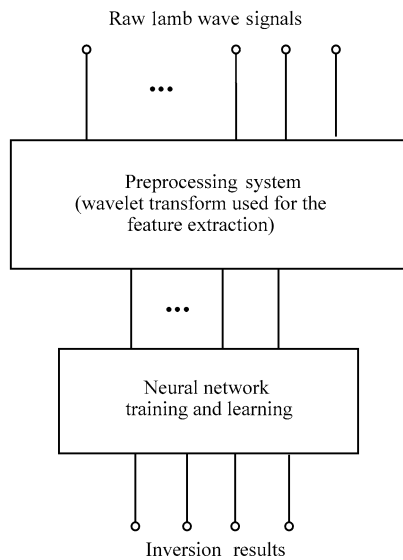 Raw lamb wave signals
...
Preprocessing system
(wavelet transform used for the
feature extraction)
...
Neural network
training and learning
Inversion results